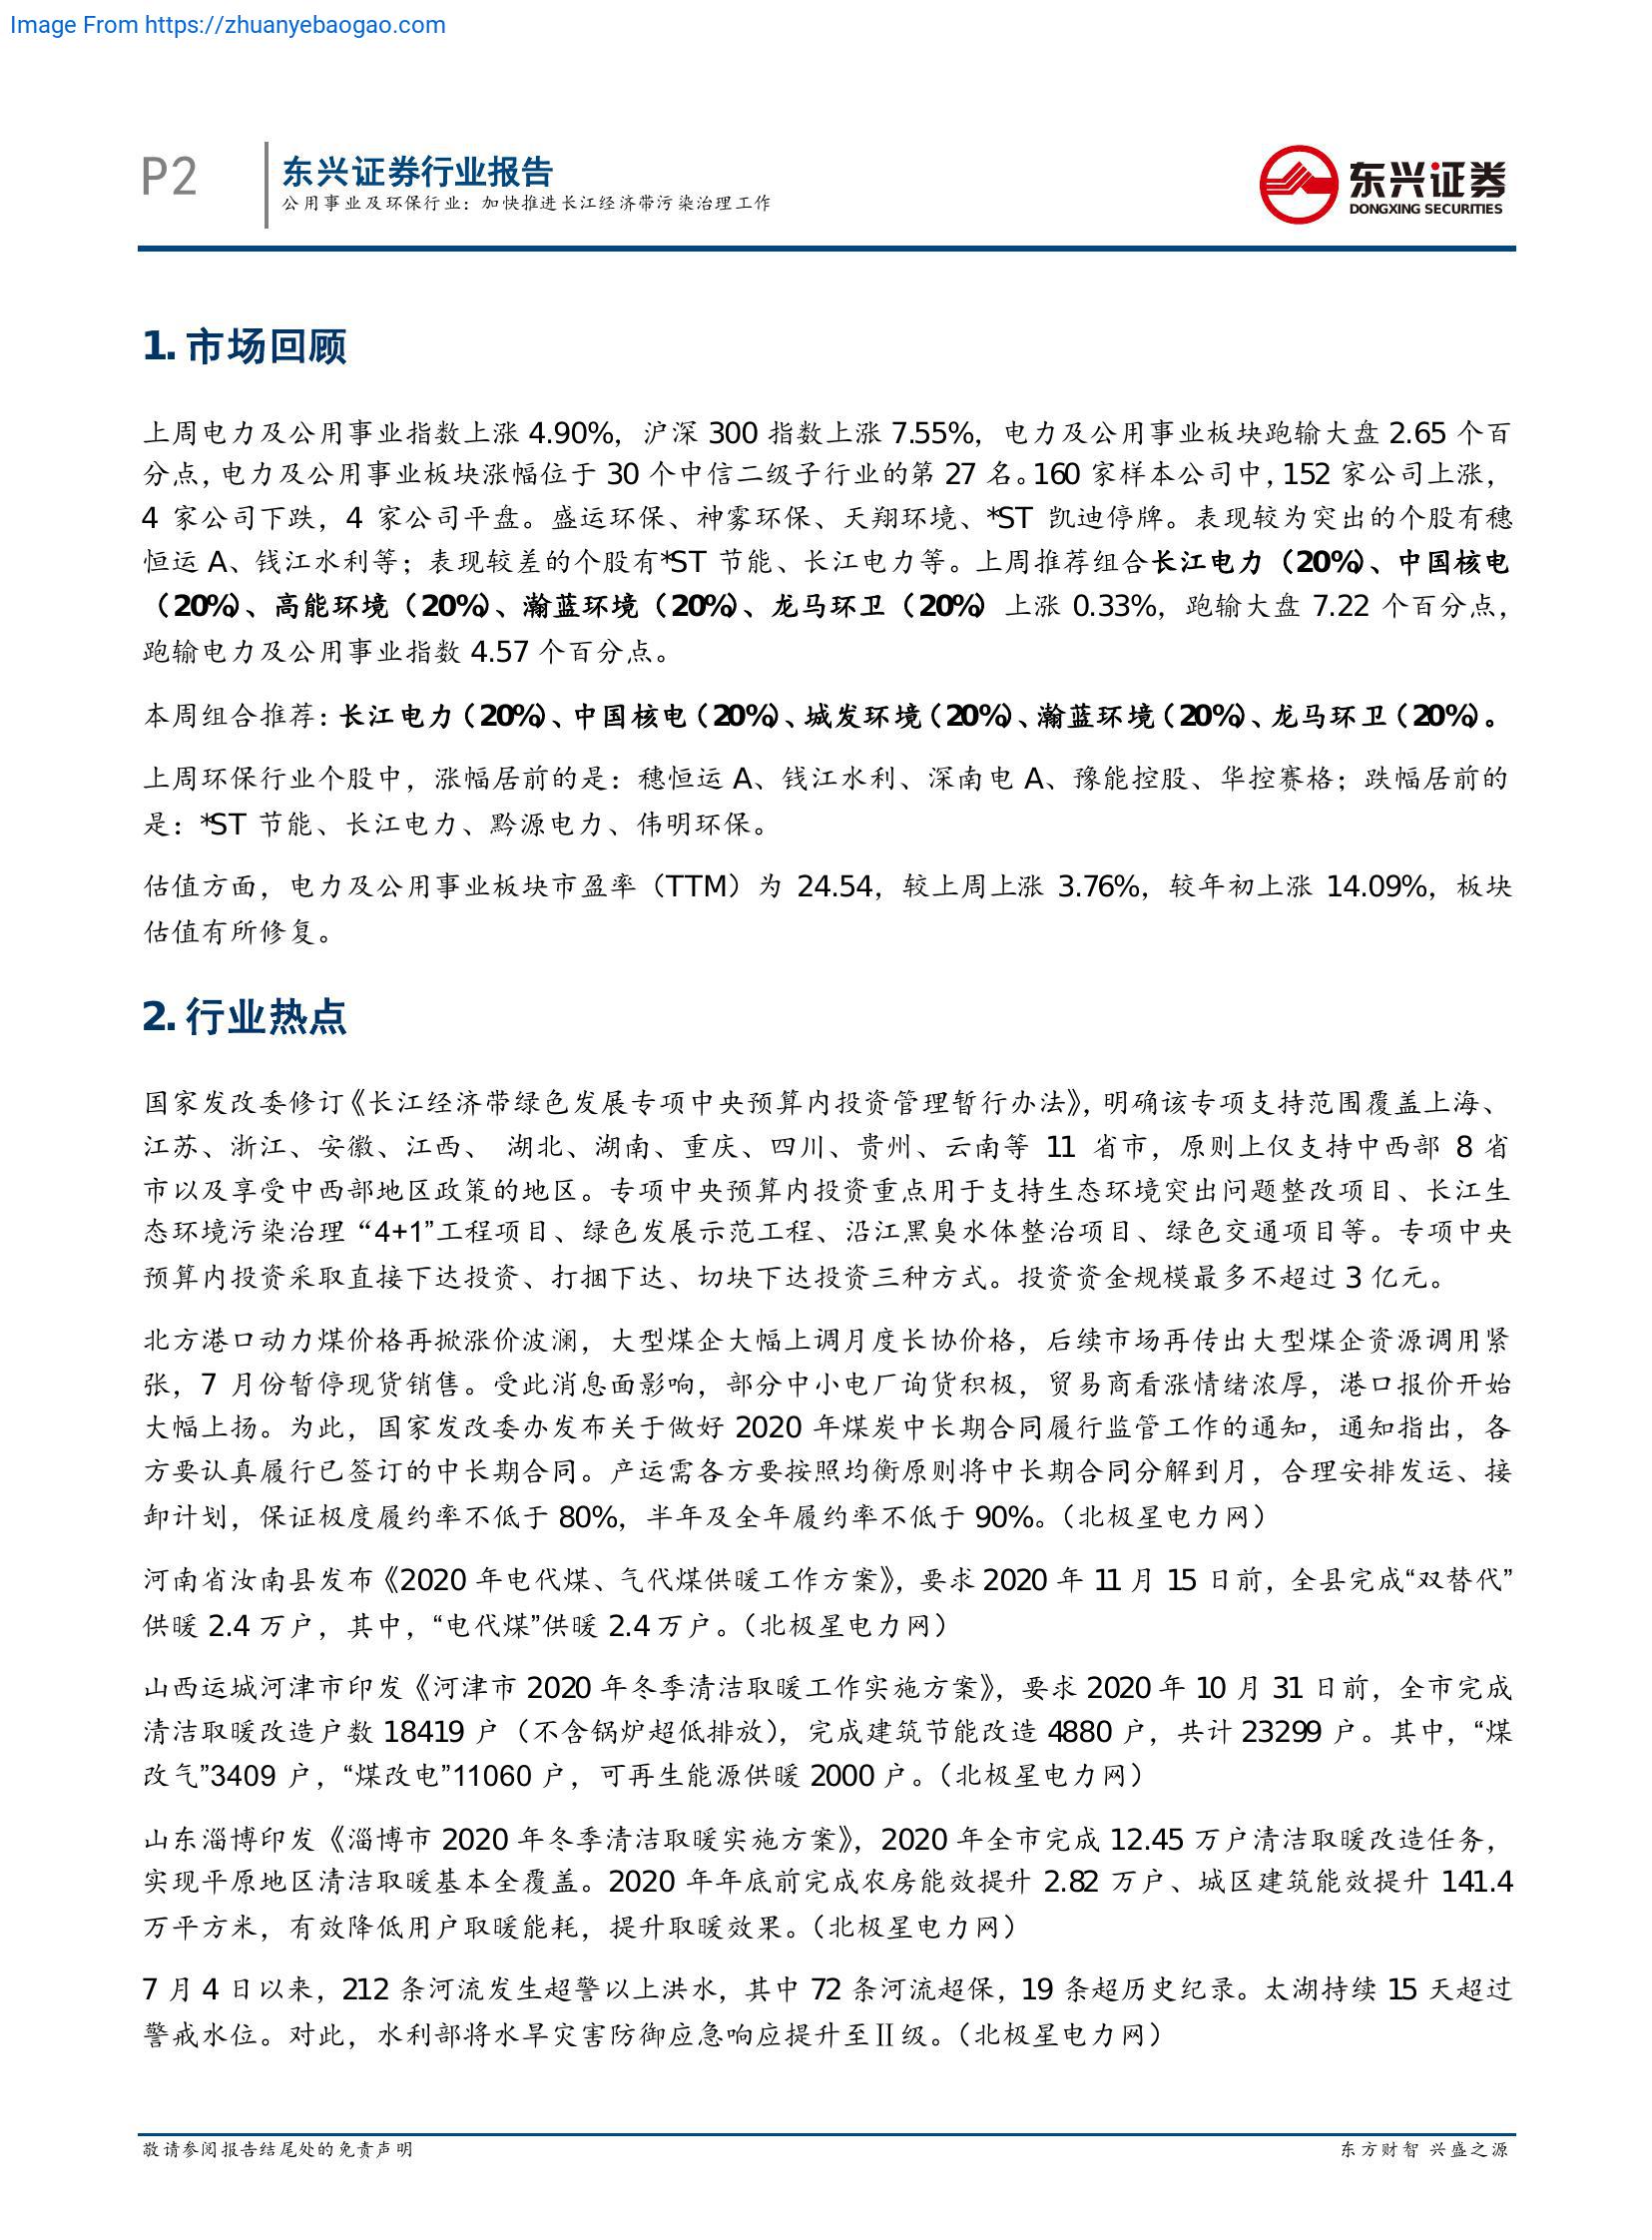 Image From https://zhuanyebaogao.com
P2
东兴证券行业报告
公用事业及环保行业：加快推进长江经济带污染治理工作
东兴证券
DONGXING SECURITIES
1. 市场回顾
上周电力及公用事业指数上涨 4.90%，沪深 300 指数上涨 7.55%，电力及公用事业板块跑输大盘 2.65 个百
分点，电力及公用事业板块涨幅位于 30 个中信二级子行业的第 27 名。160 家样本公司中，152 家公司上涨，
4 家公司下跌，4 家公司平盘。盛运环保、神雾环保、天翔环境、*ST 凯迪停牌。表现较为突出的个股有穗
恒运 A、钱江水利等；表现较差的个股有*ST 节能、长江电力等。上周推荐组合长江电力（20%）、中国核电
（20%）、高能环境（20%）、瀚蓝环境（20%）、龙马环卫（20%）上涨 0.33%，跑输大盘 7.22 个百分点，
跑输电力及公用事业指数 4.57 个百分点。
本周组合推荐：长江电力（20%）、中国核电（20%）、城发环境（20%）、瀚蓝环境（20%）、龙马环卫（20%）。
上周环保行业个股中，涨幅居前的是：穗恒运 A、钱江水利、深南电 A、豫能控股、华控赛格；跌幅居前的
是：*ST 节能、长江电力、黔源电力、伟明环保。
估值方面，电力及公用事业板块市盈率（TTM）为 24.54，较上周上涨 3.76%，较年初上涨 14.09%，板块
估值有所修复。
2. 行业热点
国家发改委修订《长江经济带绿色发展专项中央预算内投资管理暂行办法》，明确该专项支持范围覆盖上海、
江苏、浙江、安徽、江西、 湖北、湖南、重庆、四川、贵州、云南等 11 省市，原则上仅支持中西部 8 省
市以及享受中西部地区政策的地区。专项中央预算内投资重点用于支持生态环境突出问题整改项目、长江生
态环境污染治理“4+1”工程项目、绿色发展示范工程、沿江黑臭水体整治项目、绿色交通项目等。专项中央
预算内投资采取直接下达投资、打捆下达、切块下达投资三种方式。投资资金规模最多不超过 3 亿元。
北方港口动力煤价格再掀涨价波澜，大型煤企大幅上调月度长协价格，后续市场再传出大型煤企资源调用紧
张，7 月份暂停现货销售。受此消息面影响，部分中小电厂询货积极，贸易商看涨情绪浓厚，港口报价开始
大幅上扬。为此，国家发改委办发布关于做好 2020 年煤炭中长期合同履行监管工作的通知，通知指出，各
方要认真履行已签订的中长期合同。产运需各方要按照均衡原则将中长期合同分解到月，合理安排发运、接
卸计划，保证极度履约率不低于 80%，半年及全年履约率不低于 90%。（北极星电力网）
河南省汝南县发布《2020 年电代煤、气代煤供暖工作方案》，要求 2020 年 11 月 15 日前，全县完成“双替代”
供暖 2.4 万户，其中，“电代煤”供暖 2.4 万户。（北极星电力网）
山西运城河津市印发《河津市 2020 年冬季清洁取暖工作实施方案》，要求 2020 年 10 月 31 日前，全市完成
清洁取暖改造户数 18419 户（不含锅炉超低排放），完成建筑节能改造 4880 户，共计 23299 户。其中，“煤
改气”3409 户，“煤改电”11060 户，可再生能源供暖 2000 户。（北极星电力网）
山东淄博印发《淄博市 2020 年冬季清洁取暖实施方案》，2020 年全市完成 12.45 万户清洁取暖改造任务，
实现平原地区清洁取暖基本全覆盖。2020 年年底前完成农房能效提升 2.82 万户、城区建筑能效提升 141.4
万平方米，有效降低用户取暖能耗，提升取暖效果。（北极星电力网）
7 月 4 日以来，212 条河流发生超警以上洪水，其中 72 条河流超保，19 条超历史纪录。太湖持续 15 天超过
警戒水位。对此，水利部将水旱灾害防御应急响应提升至Ⅱ级。（北极星电力网）
敬请参阅报告结尾处的免责声明
东方财智 兴盛之源